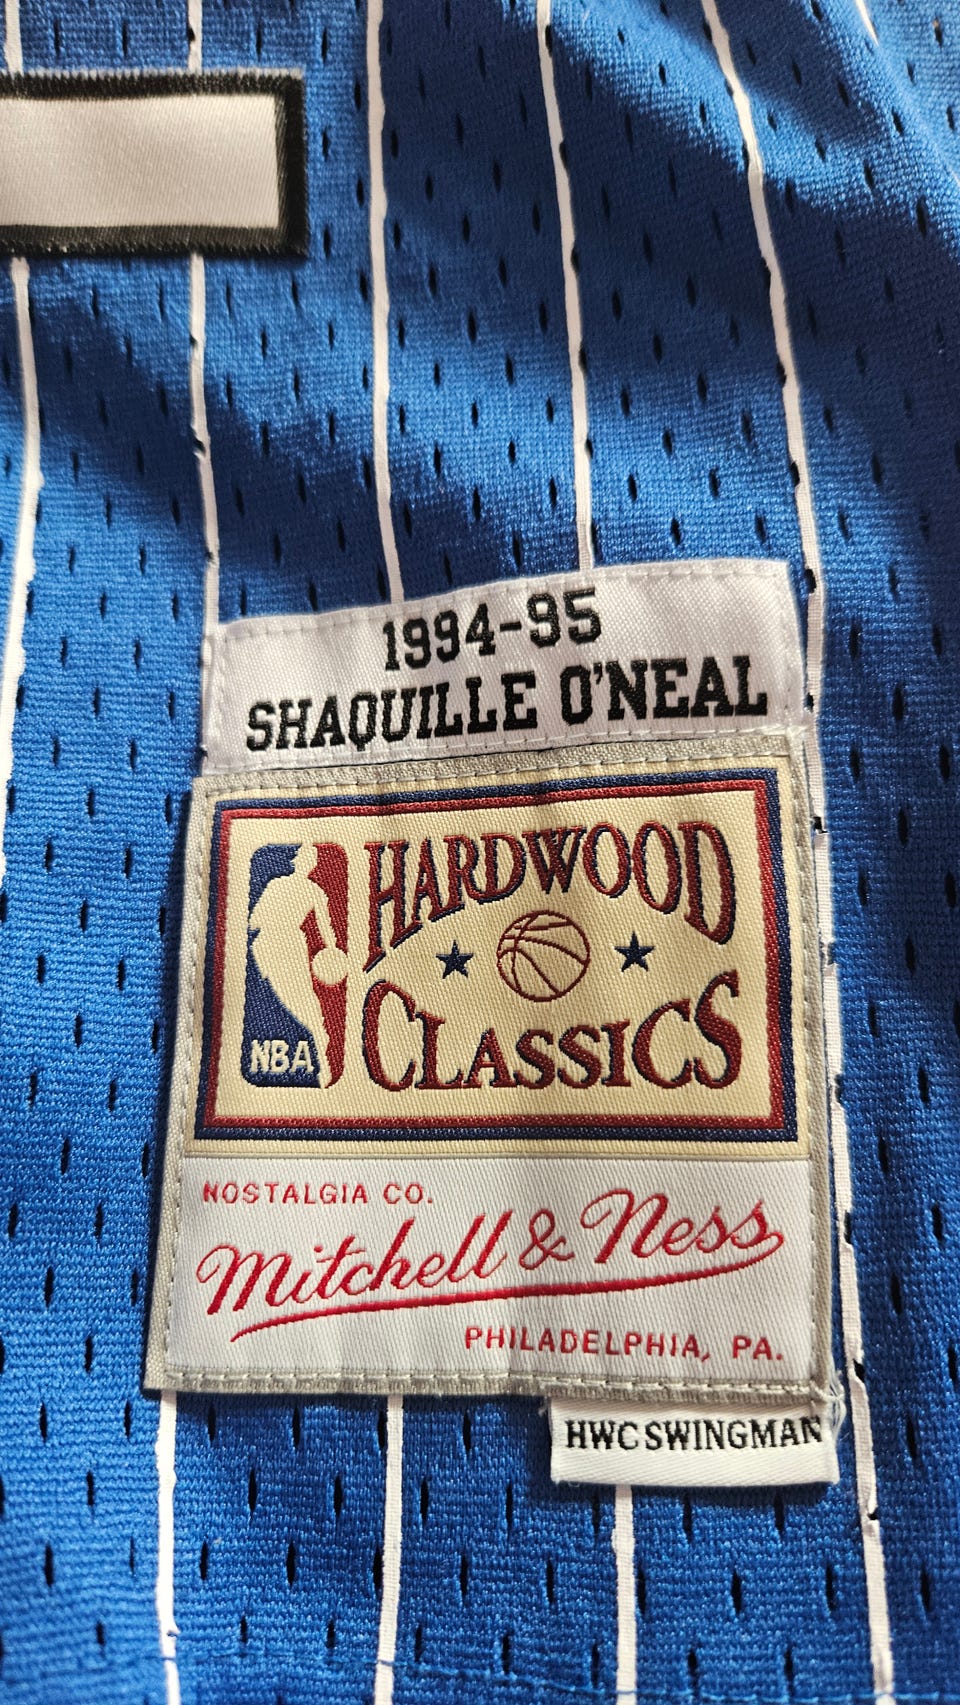 1994-95
SHAQUILLE O'NEAL
HARDWOOD
CLASSICS
NBA
NOSTALGIA CO.
Mitchell & Ness
PHILADELPHIA, PA.
HWC SWINGMAN